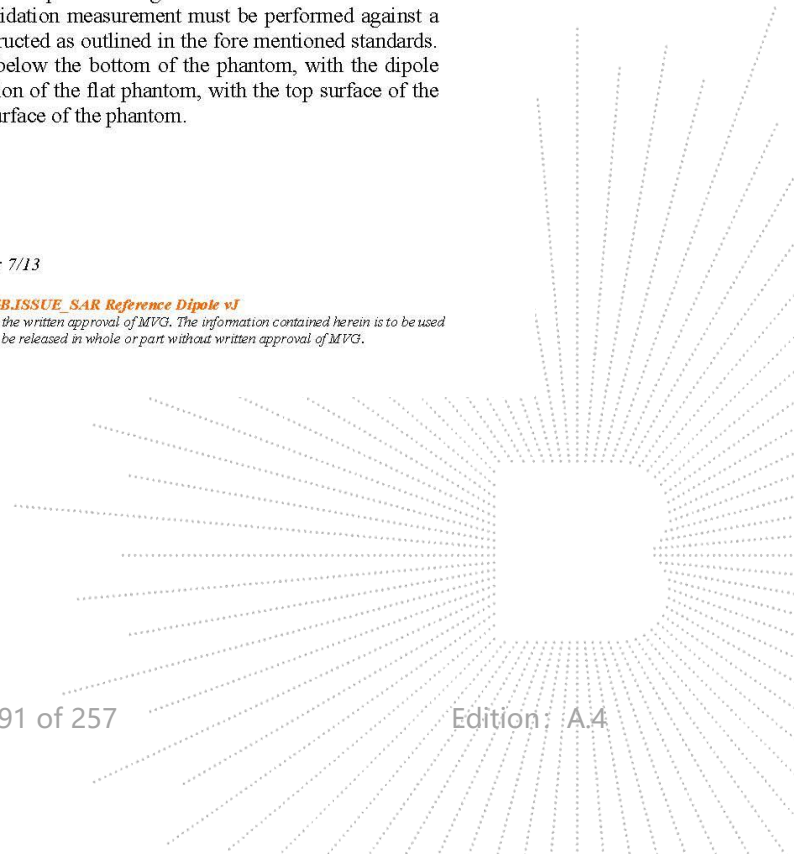 idation measurement must be performed against a
ructed as outlined in the fore mentioned standards.
below the bottom of the phantom, with the dipole
ion of the flat phantom, with the top surface of the
urface of the phantom.
: 7/13
B.ISSUE_SAR Reference Dipole vJ
the written approval of MVG. The information contained herein is to be used
be released in whole or part without written approval of MVG.
91 of 257
Edition: A.4